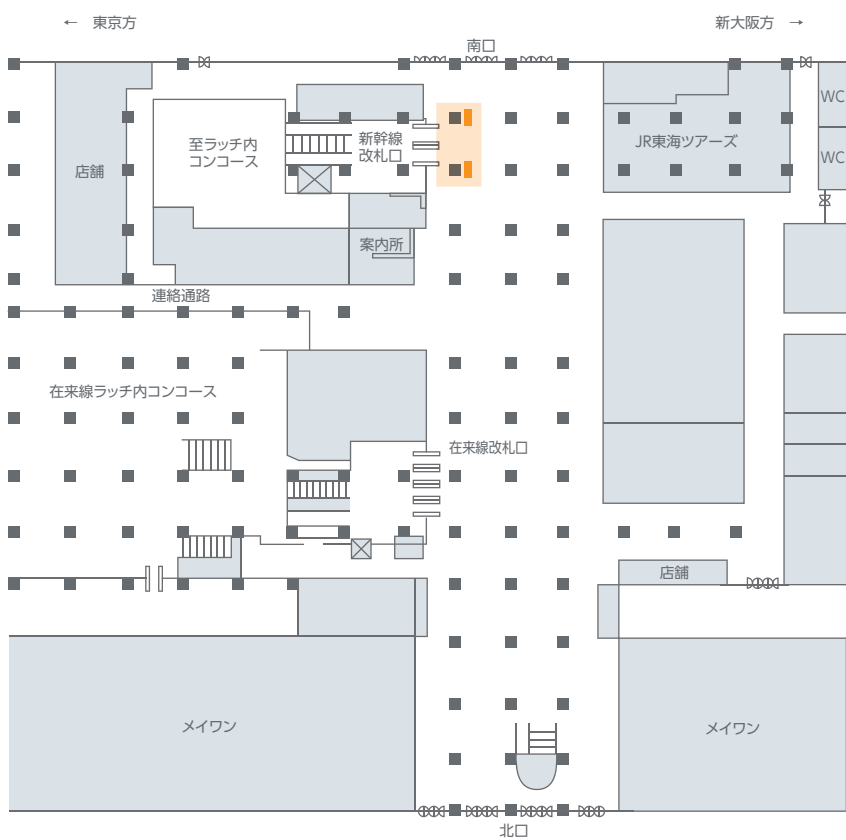 ← 東京方
新大阪方 →
南口
WC
至ラッチ内
コンコース
新幹線
改札口
JR東海ツアーズ
店舗
WC
案内所
連絡通路
在来線ラッチ内コンコース
在来線改札口
店舗
メイワン
メイワン
北口